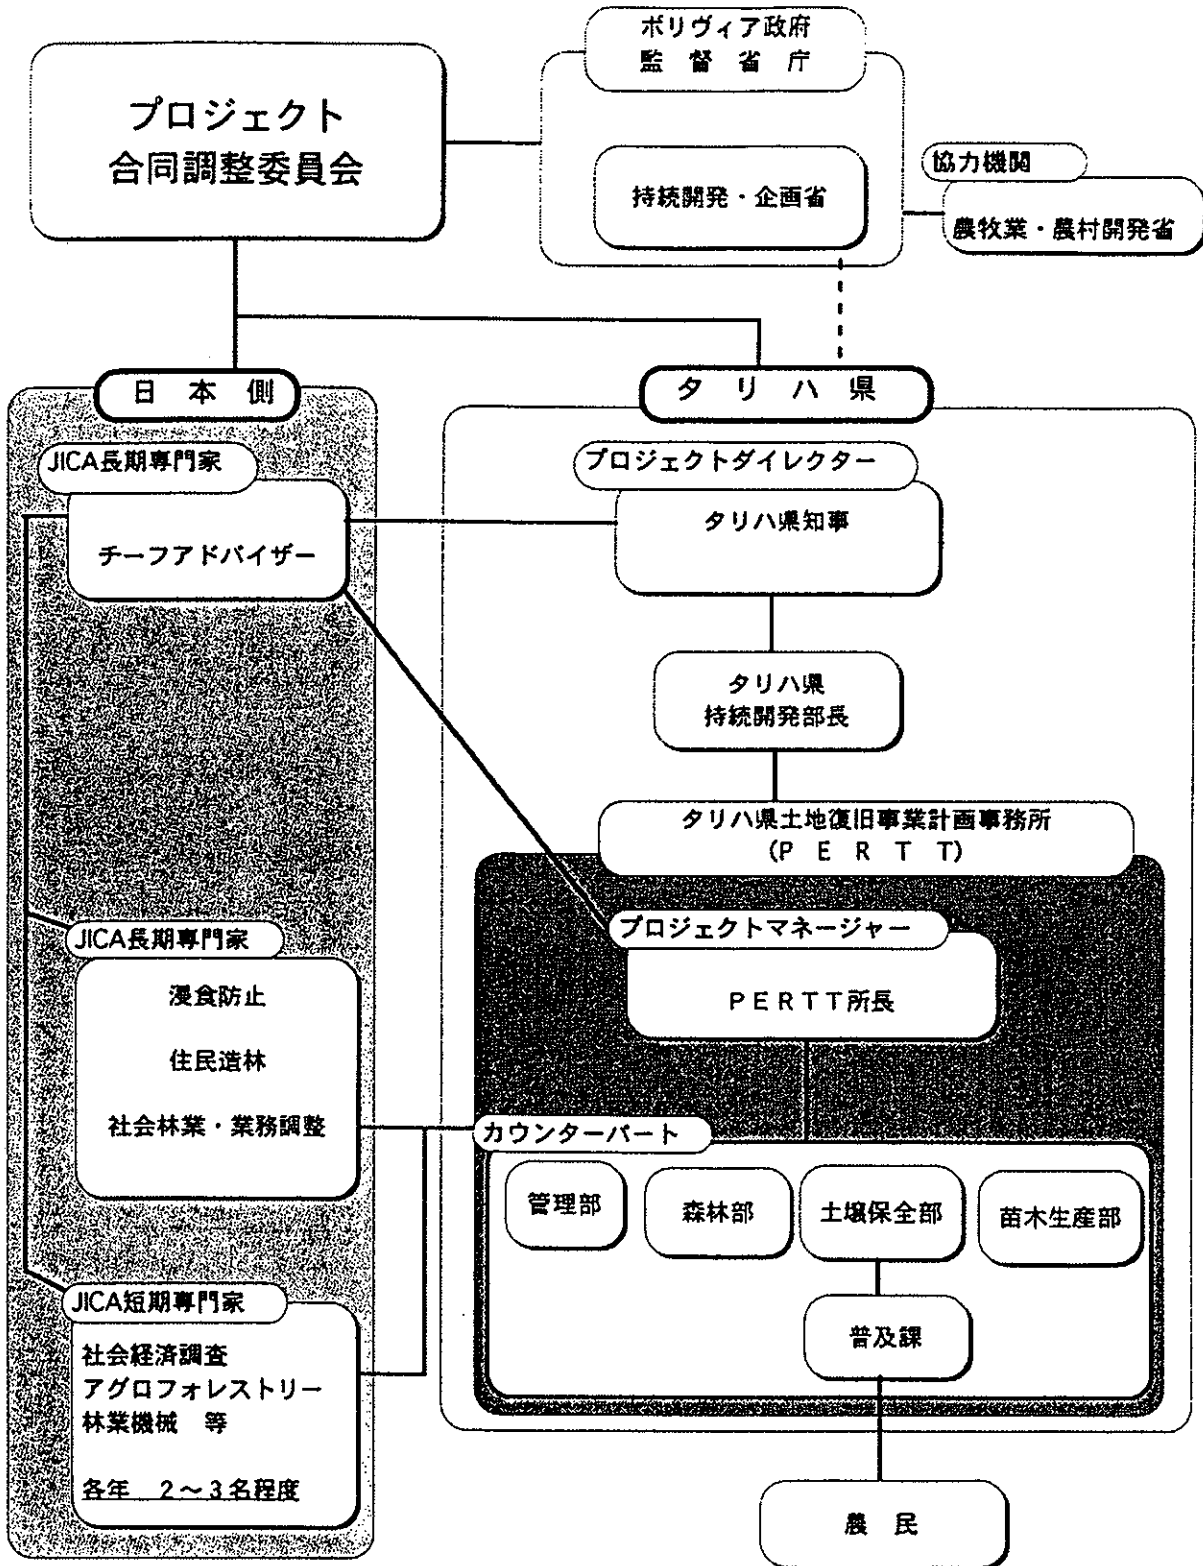 ボリヴィア政府
監督省庁
プロジェクト
合同調整委員会
持続開発・企画省
協力機関
農牧業・農村開発省
日本側
タリハ県
JICA長期専門家
チーフアドバイザー
プロジェクトダイレクター
タリハ県知事
タリハ県
持続開発部長
タリハ県土地復旧事業計画事務所
(PERTT)
プロジェクトマネージャー
PERTT所長
JICA長期専門家
浸食防止
住民造林
社会林業・業務調整
カウンターパート
管理部
森林部
土壌保全部
苗木生産部
普及課
JICA短期専門家
社会経済調査
アグロフォレストリー
林業機械 等
各年 2~3名程度
農民